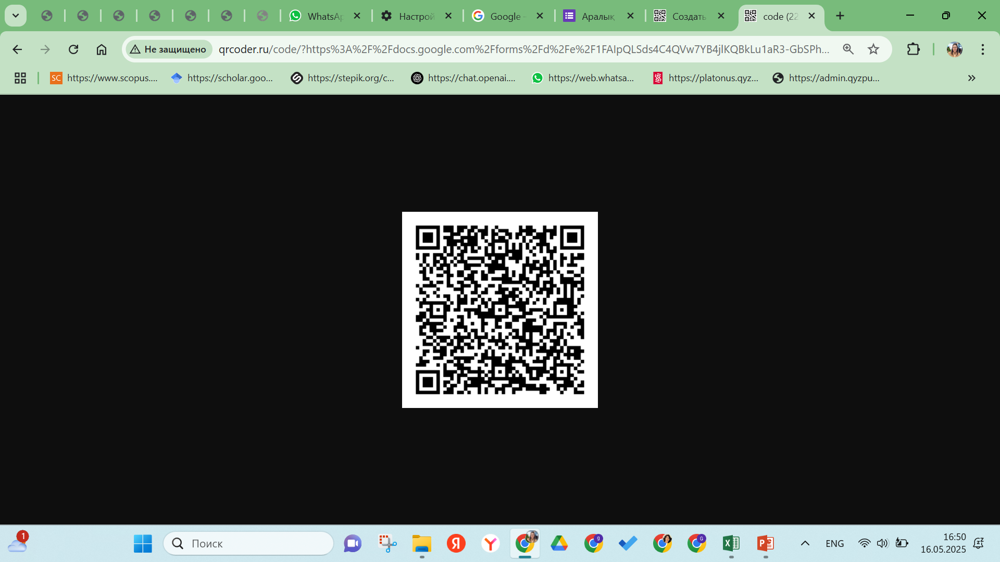 WhatsAp
Настрой
Google -
Аралық
Создать
code (22
Не защищено
qrcoder.ru/code/?https%3A%2F%2Fdocs.google.com%2Fforms%2Fd%2Fe%2F1FAIpQLSds4C4QVw7YB4jlKQBkLu1aR3-GbSPh...
SC https://www.scopus....
https://scholar.goo...
https://stepik.org/c...
https://chat.openai....
https://web.whatsa...
https://platonus.qyz...
https://admin.qyzpu...
1
Поиск
Я
Y
g
G
X
P
ENG
16:50
16.05.2025